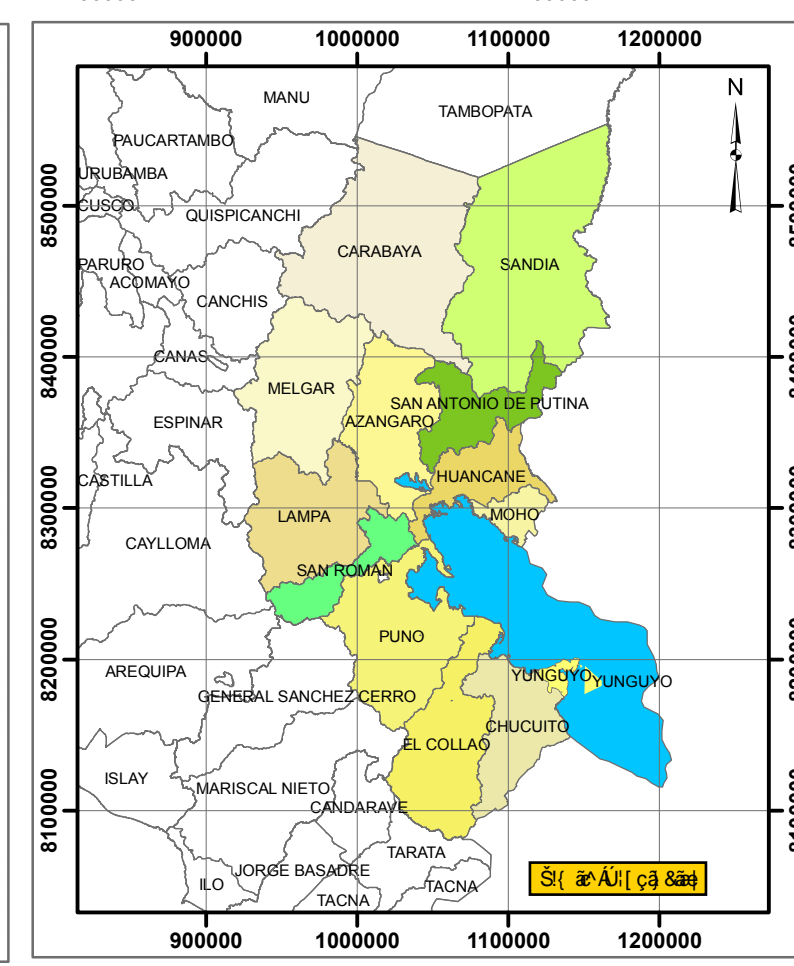 900000 1000000 1100000 1200000
N
MANU
TAMBOPATA
PAUCARTAMBO
URUBAMBA
8500000
CUSCO
QUISPICANCHI
CARABAYA
SANDIA
PARURO
ACOMAYO
CANCHIS
8400000
CANAS
MELGAR
SAN ANTONIO DE PUTINA
ESPINAR
AZANGARO
HUANCANE
CASTILLA
8300000
LAMPA
MOHO
CAYLLOMA
SAN ROMAN
PUNO
8200000
AREQUIPA
YUNGUYO
YUNGUYO
GENERAL SANCHEZ CERRO
CHUCUITO
EL COLLAO
ISLAY
MARISCAL NIETO
8100000
CANDARAVE
TARATA
JORGE BASADRE
ILO
TACNA
TACNA
900000 1000000 1100000 1200000